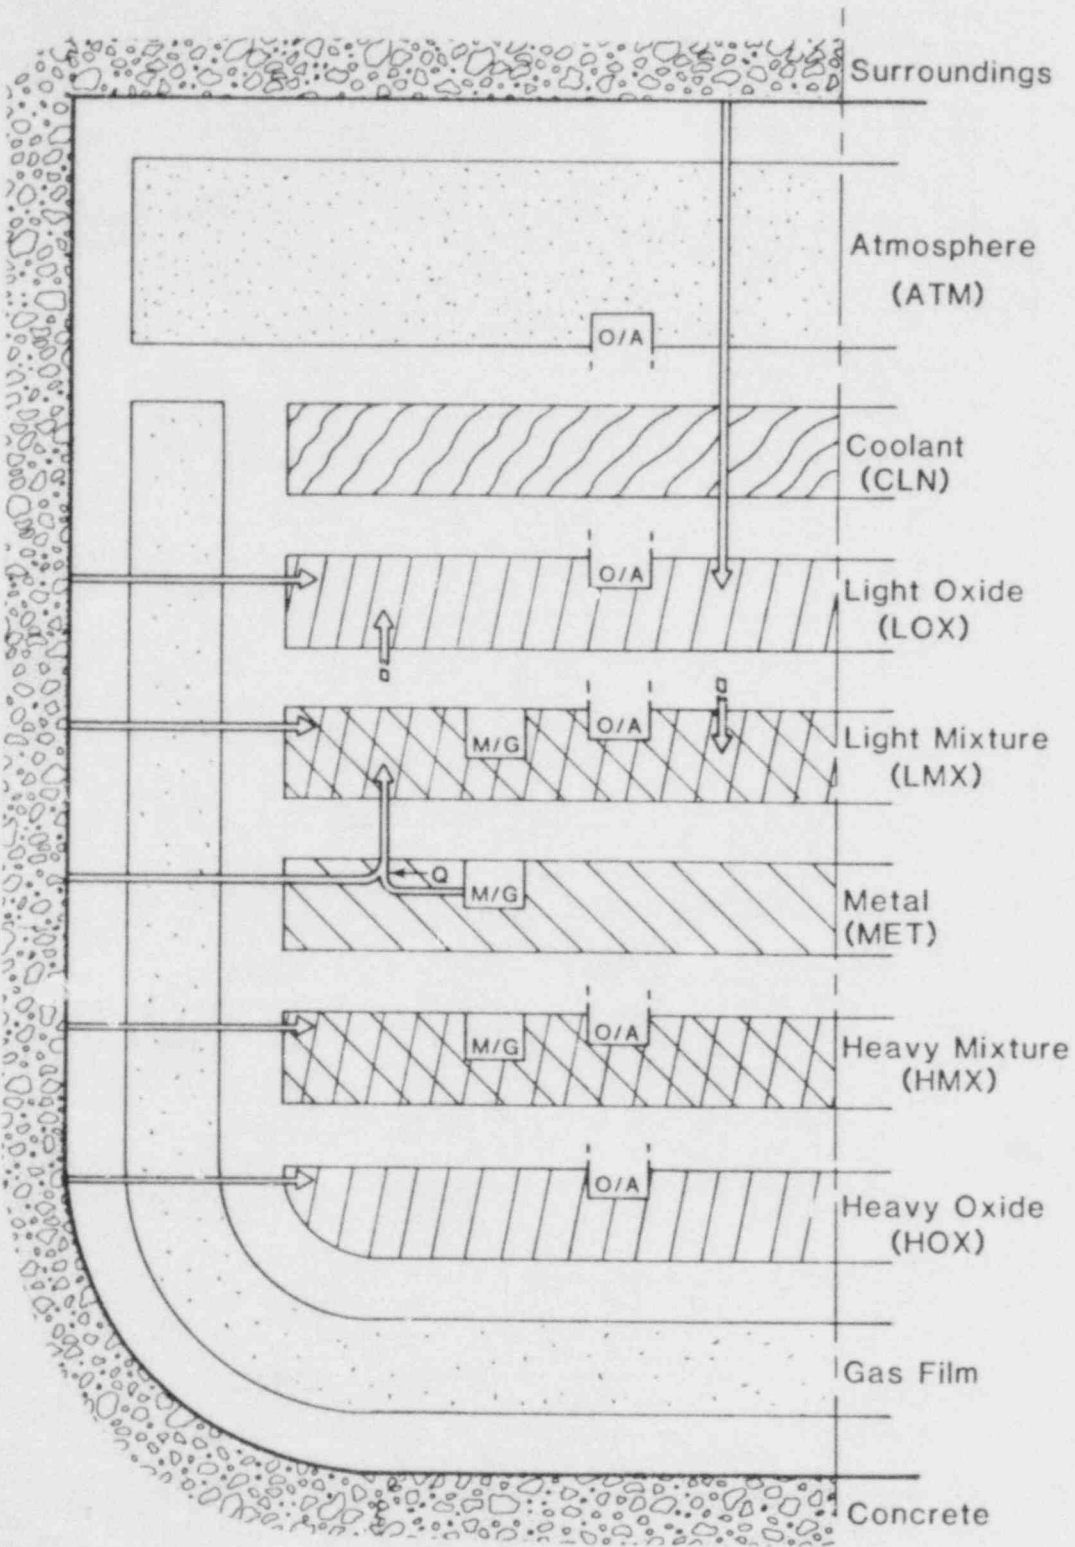 Surroundings
Atmosphere
(ATM)
O/A
Coolant
(CLN)
O/A
Light Oxide
(LOX)
M/G
O/A
Light Mixture
(LMX)
Q
M/G
Metal
(MET)
M/G
O/A
Heavy Mixture
(HMX)
O/A
Heavy Oxide
(HOX)
Gas Film
Concrete